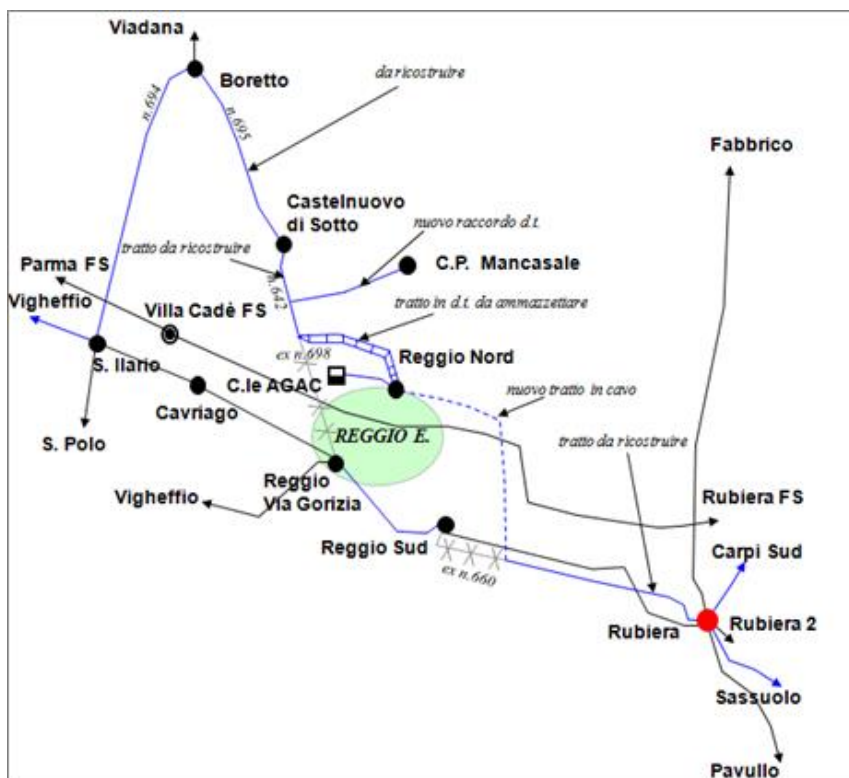 Viadana
Boretto
da ricostruire
n.694
n.695
Fabbrico
Castelnuovo
di Sotto
nuovo raccordo d.t.
tratto da ricostruire
C.P. Mancasale
Parma FS
n.642
Vigheffio
Villa Cadè FS
tratto in d.t. da ammazzettiare
S. Ilario
ex n.698
Reggio Nord
C.le AGAC
nuovo tratto in cavo
Cavriago
S. Polo
REGGIO E.
tratto da ricostruire
Reggio
Via Gorizia
Vigheffio
Rubiera FS
Reggio Sud
Carpi Sud
ex n.660
Rubiera
Rubiera 2
Sassuolo
Pavullo